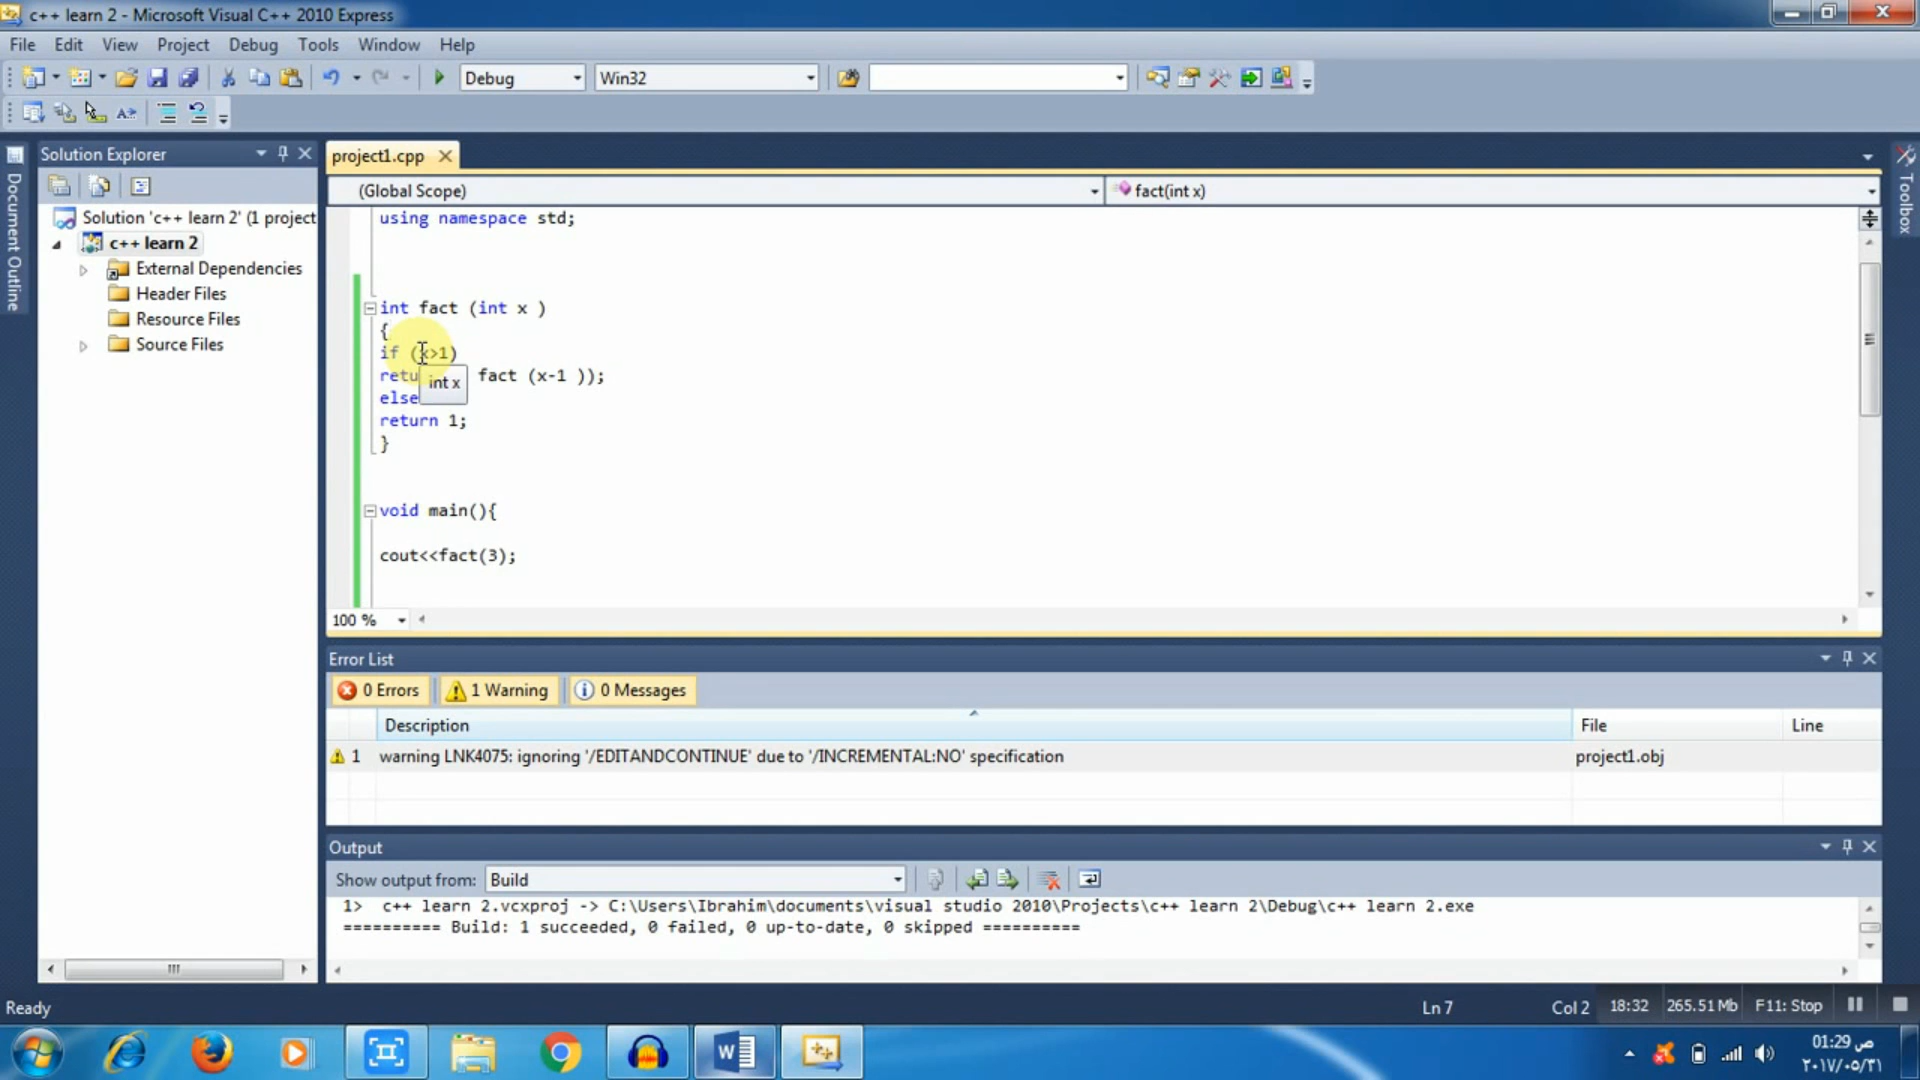 c++ learn 2 - Microsoft Visual C++ 2010 Express
File Edit View Project Debug Tools Window Help
Debug Win32
Solution Explorer
project1.cpp
(Global Scope) fact(int x)
Document Outline
Toolbox
Solution 'c++ learn 2' (1 project
c++ learn 2
External Dependencies
Header Files
Resource Files
Source Files
using namespace std;
int fact (int x )
{
if (x>1)
retu fact (x-1 ));
int x
else
return 1;
}
void main(){
cout<<fact(3);
100 %
Error List
0 Errors 1 Warning 0 Messages
Description File Line
1 warning LNK4075: ignoring '/EDITANDCONTINUE' due to '/INCREMENTAL:NO' specification project1.obj
Output
Show output from: Build
1> c++ learn 2.vcxproj -> C:\Users\Ibrahim\documents\visual studio 2010\Projects\c++ learn 2\Debug\c++ learn 2.exe
========== Build: 1 succeeded, 0 failed, 0 up-to-date, 0 skipped ==========
Ready Ln 7 Col 2 18:32 265.51 Mb F11: Stop
01:29 ص
٢٠١٧/٠٥/٣١